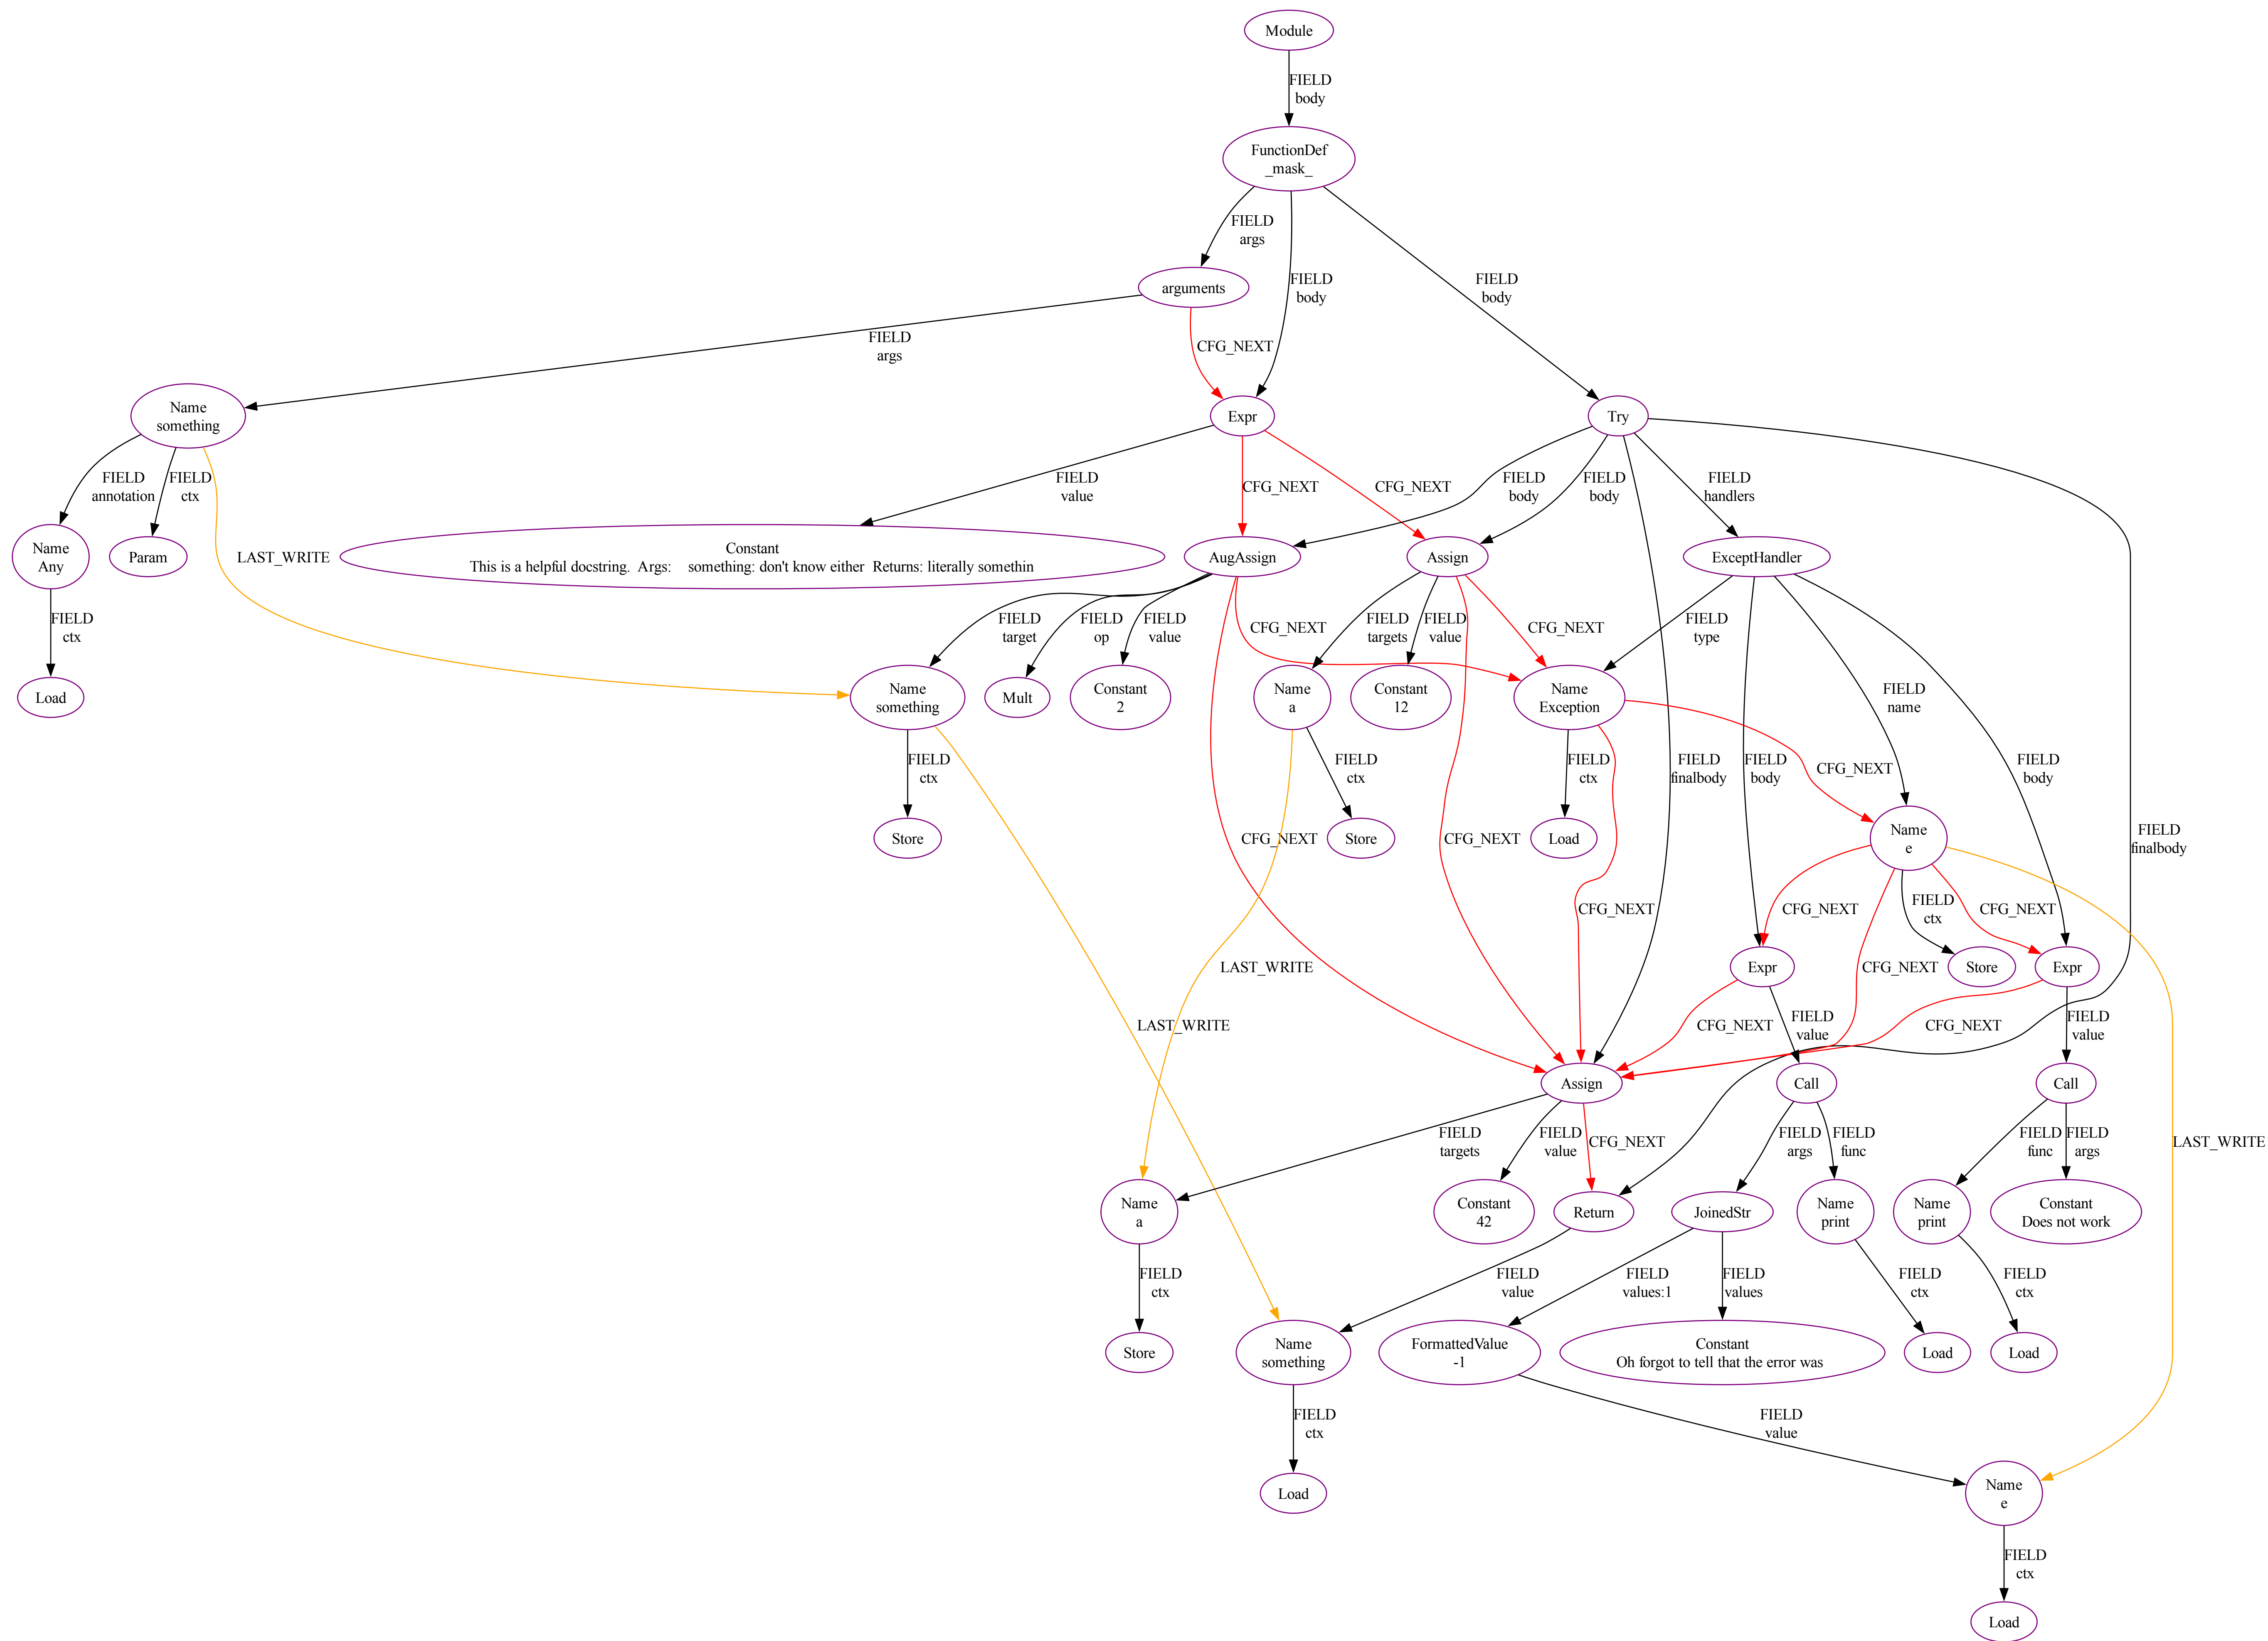 Module
FIELD
body
FunctionDef
_mask_
FIELD
args
FIELD
body
FIELD
body
arguments
FIELD
args
CFG_NEXT
Name
something
Expr
Try
FIELD
annotation
FIELD
ctx
LAST_WRITE
FIELD
value
CFG_NEXT
CFG_NEXT
FIELD
body
FIELD
body
FIELD
handlers
Name
Any
Param
Constant
This is a helpful docstring.  Args:    something: don't know either  Returns: literally somethin
AugAssign
Assign
ExceptHandler
FIELD
ctx
FIELD
target
FIELD
op
FIELD
value
CFG_NEXT
FIELD
targets
FIELD
value
CFG_NEXT
FIELD
type
Load
Name
something
Mult
Constant
2
Name
a
Constant
12
Name
Exception
FIELD
name
FIELD
ctx
FIELD
ctx
FIELD
ctx
FIELD
finalbody
FIELD
body
CFG_NEXT
FIELD
body
Store
CFG_NEXT
Store
CFG_NEXT
Load
Name
e
FIELD
finalbody
CFG_NEXT
CFG_NEXT
FIELD
ctx
CFG_NEXT
LAST_WRITE
Expr
CFG_NEXT
Store
Expr
LAST_WRITE
CFG_NEXT
FIELD
value
CFG_NEXT
FIELD
value
Assign
Call
Call
FIELD
targets
FIELD
value
CFG_NEXT
FIELD
args
FIELD
func
FIELD
func
FIELD
args
LAST_WRITE
Name
a
Constant
42
Return
JoinedStr
Name
print
Name
print
Constant
Does not work
FIELD
ctx
FIELD
value
FIELD
values:1
FIELD
values
FIELD
ctx
FIELD
ctx
Store
Name
something
FormattedValue
-1
Constant
Oh forgot to tell that the error was
Load
Load
FIELD
ctx
FIELD
value
Load
Name
e
FIELD
ctx
Load